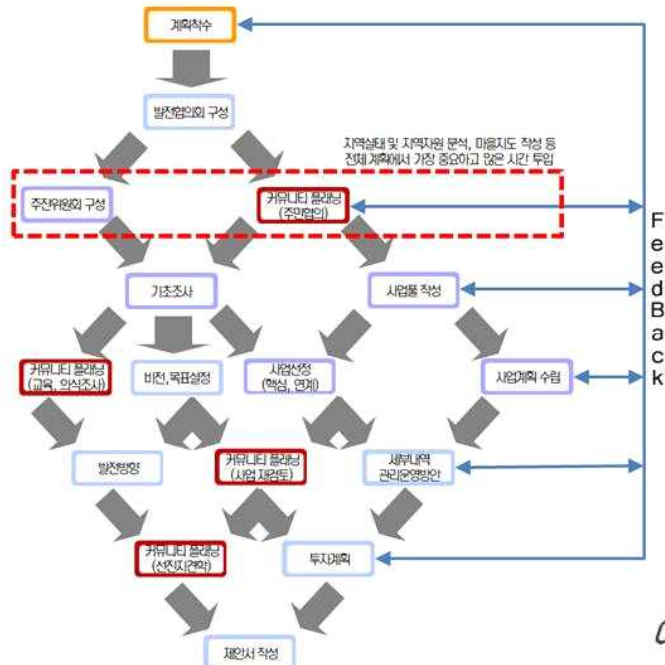 계획착수
발전협의회 구성
지역실태 및 지역자원 분석, 마을지도 작성 등
전체 계획에서 가장 중요하고 많은 시간 투입
추진위원회 구성
커뮤니티 플래닝
(주민협의)
기초조사
사업풀 작성
커뮤니티 플래닝
(교육, 의식조사)
비전, 목표설정
사업선정
(핵심, 연계)
사업계획 수립
발전방향
커뮤니티 플래닝
(사업 재검토)
세부내역
관리운영방안
커뮤니티 플래닝
(선진지견학)
투자계획
제안서 작성
FeedBack